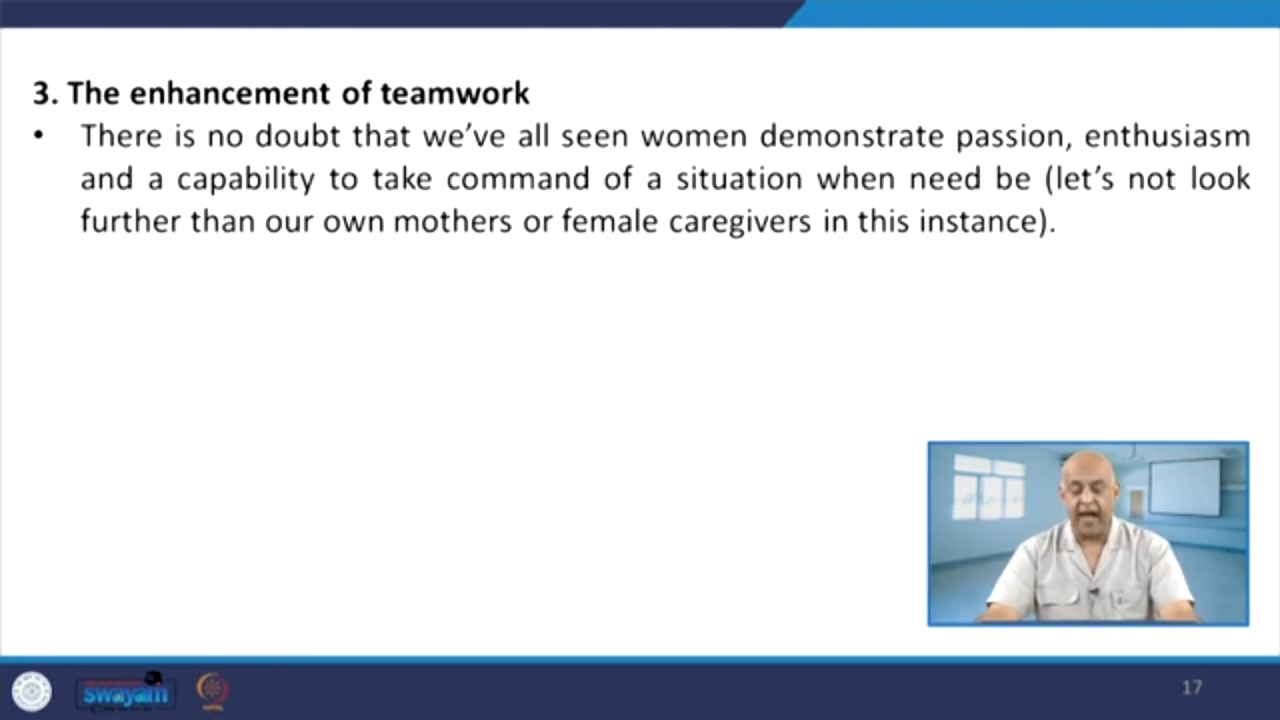 3. The enhancement of teamwork
• There is no doubt that we’ve all seen women demonstrate passion, enthusiasm
and a capability to take command of a situation when need be (let’s not look
further than our own mothers or female caregivers in this instance).
swayam
17